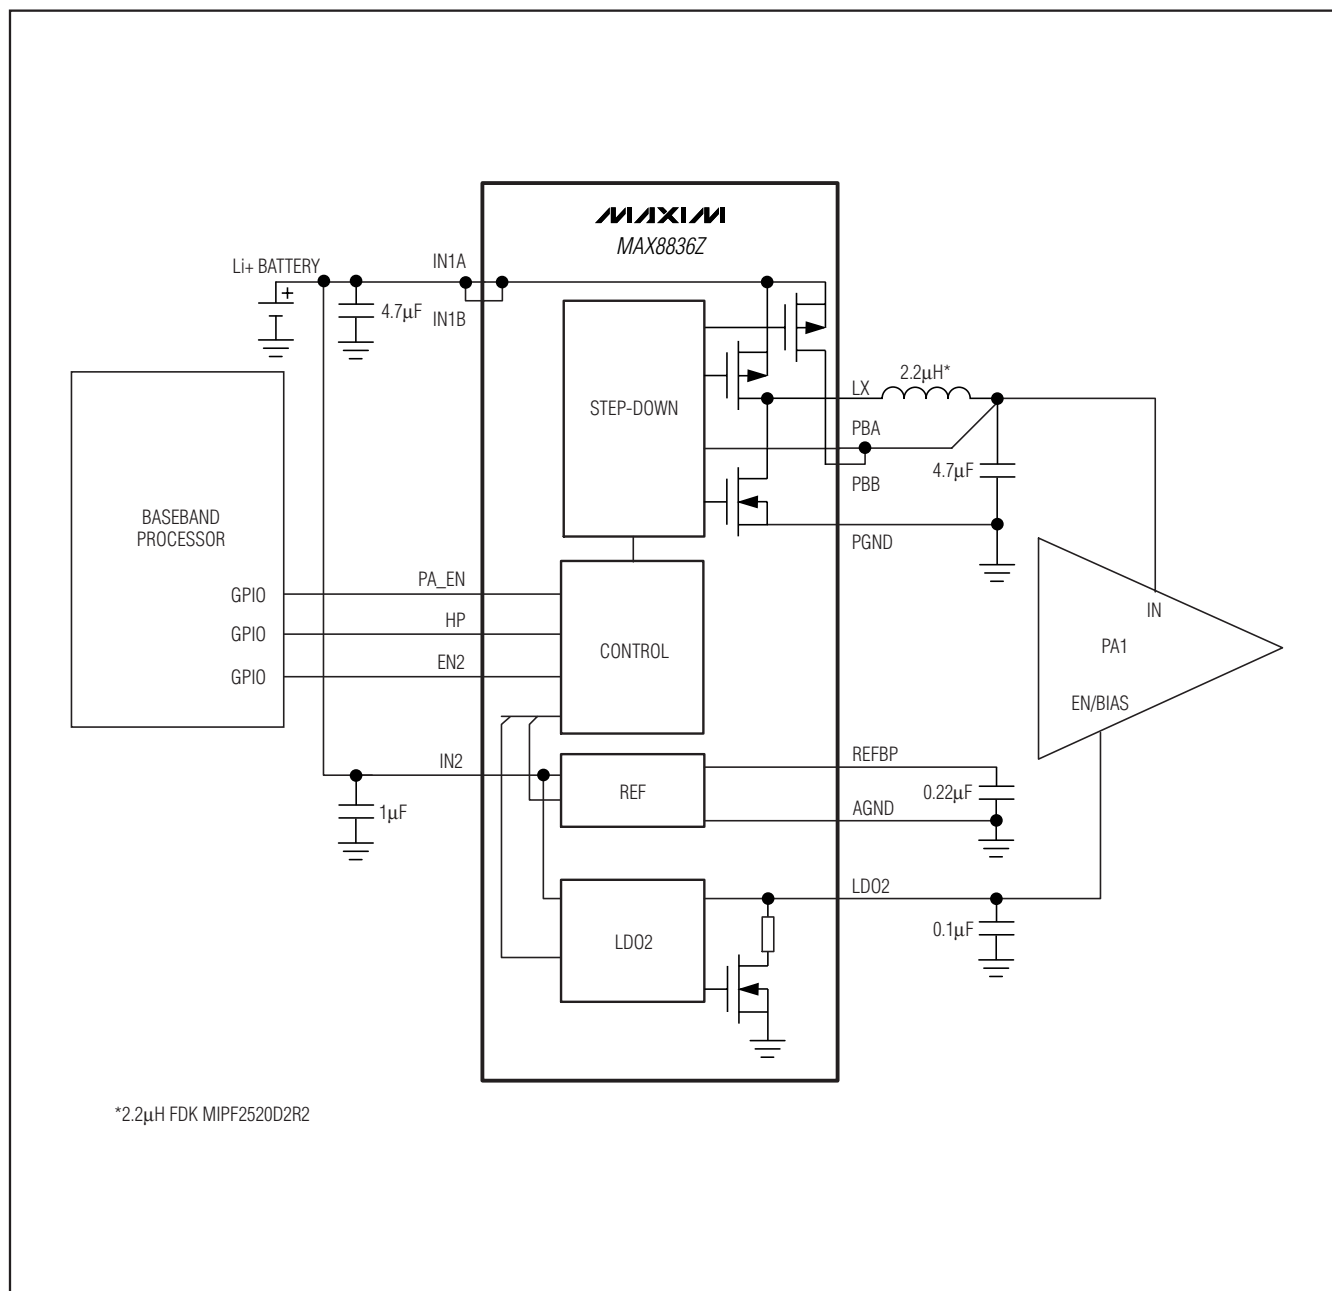 MAXIM
MAX8836Z
Li+ BATTERY
+
4.7μF
IN1A
IN1B
STEP-DOWN
LX
2.2μH*
PBA
PBB
4.7μF
PGND
BASEBAND
PROCESSOR
GPIO
GPIO
GPIO
PA_EN
HP
EN2
CONTROL
IN
PA1
EN/BIAS
IN2
1μF
REF
REFBP
0.22μF
AGND
LDO2
LDO2
0.1μF
*2.2μH FDK MIPF2520D2R2